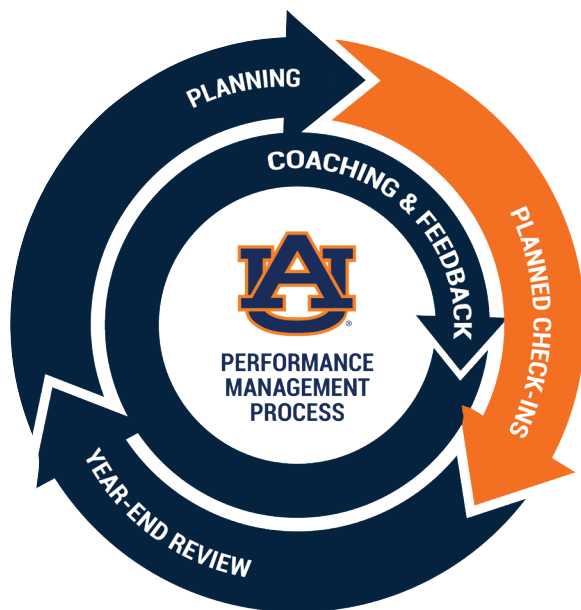 PLANNING
COACHING & FEEDBACK
PLANNED CHECK-INS
AU
®
PERFORMANCE
MANAGEMENT
PROCESS
YEAR-END REVIEW